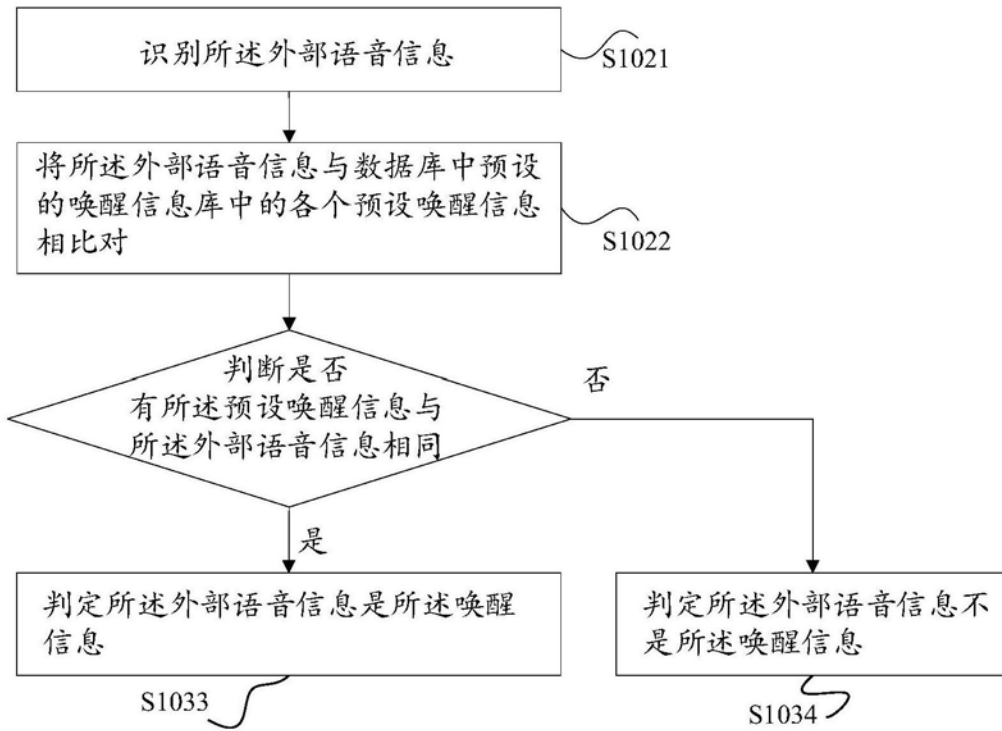 识别所述外部语音信息
S1021
将所述外部语音信息与数据库中预设
的唤醒信息库中的各个预设唤醒信息
相比对
S1022
判断是否
有所述预设唤醒信息与
所述外部语音信息相同
否
是
判定所述外部语音信息是所述唤醒
信息
S1033
判定所述外部语音信息不
是所述唤醒信息
S1034